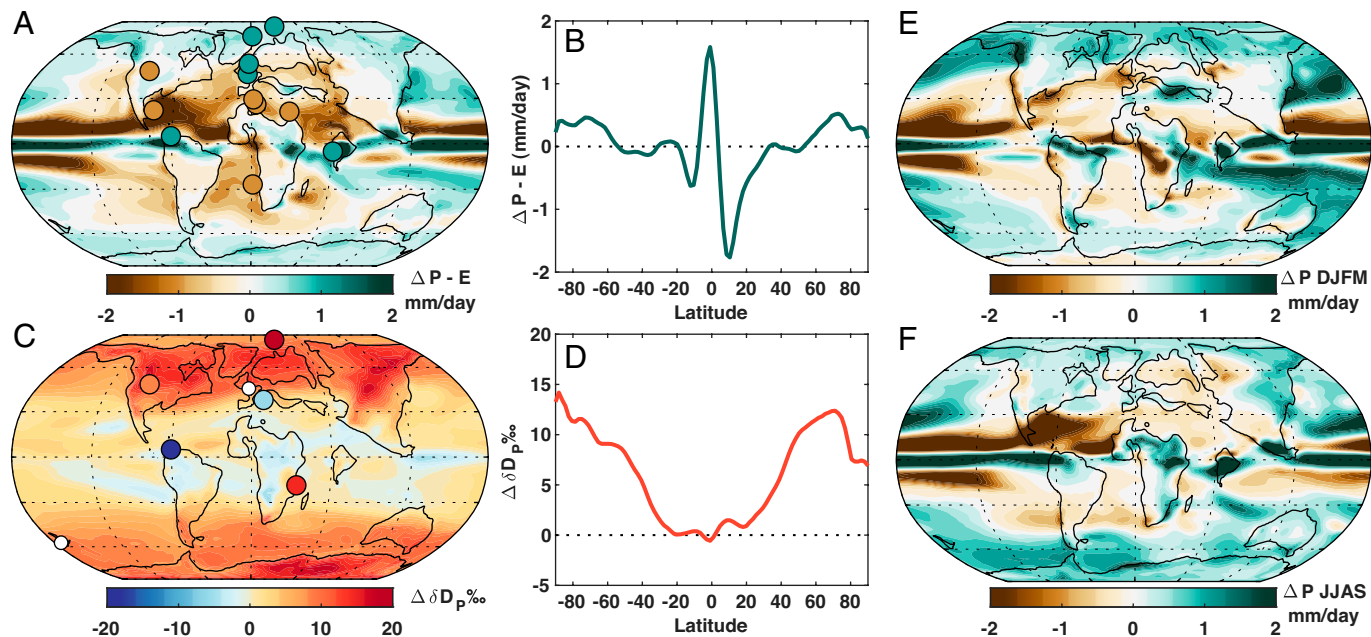 A
-2 -1 0 1 2
Δ P - E
mm/day
B
2
1
0
-1
-2
Δ P - E (mm/day)
-80 -60 -40 -20 0 20 40 60 80
Latitude
E
-2 -1 0 1 2
Δ P DJFM
mm/day
C
-20 -10 0 10 20
Δ δ D_P‰
D
20
15
10
5
0
-5
Δ δ D_P‰
-80 -60 -40 -20 0 20 40 60 80
Latitude
F
-2 -1 0 1 2
Δ P JJAS
mm/day